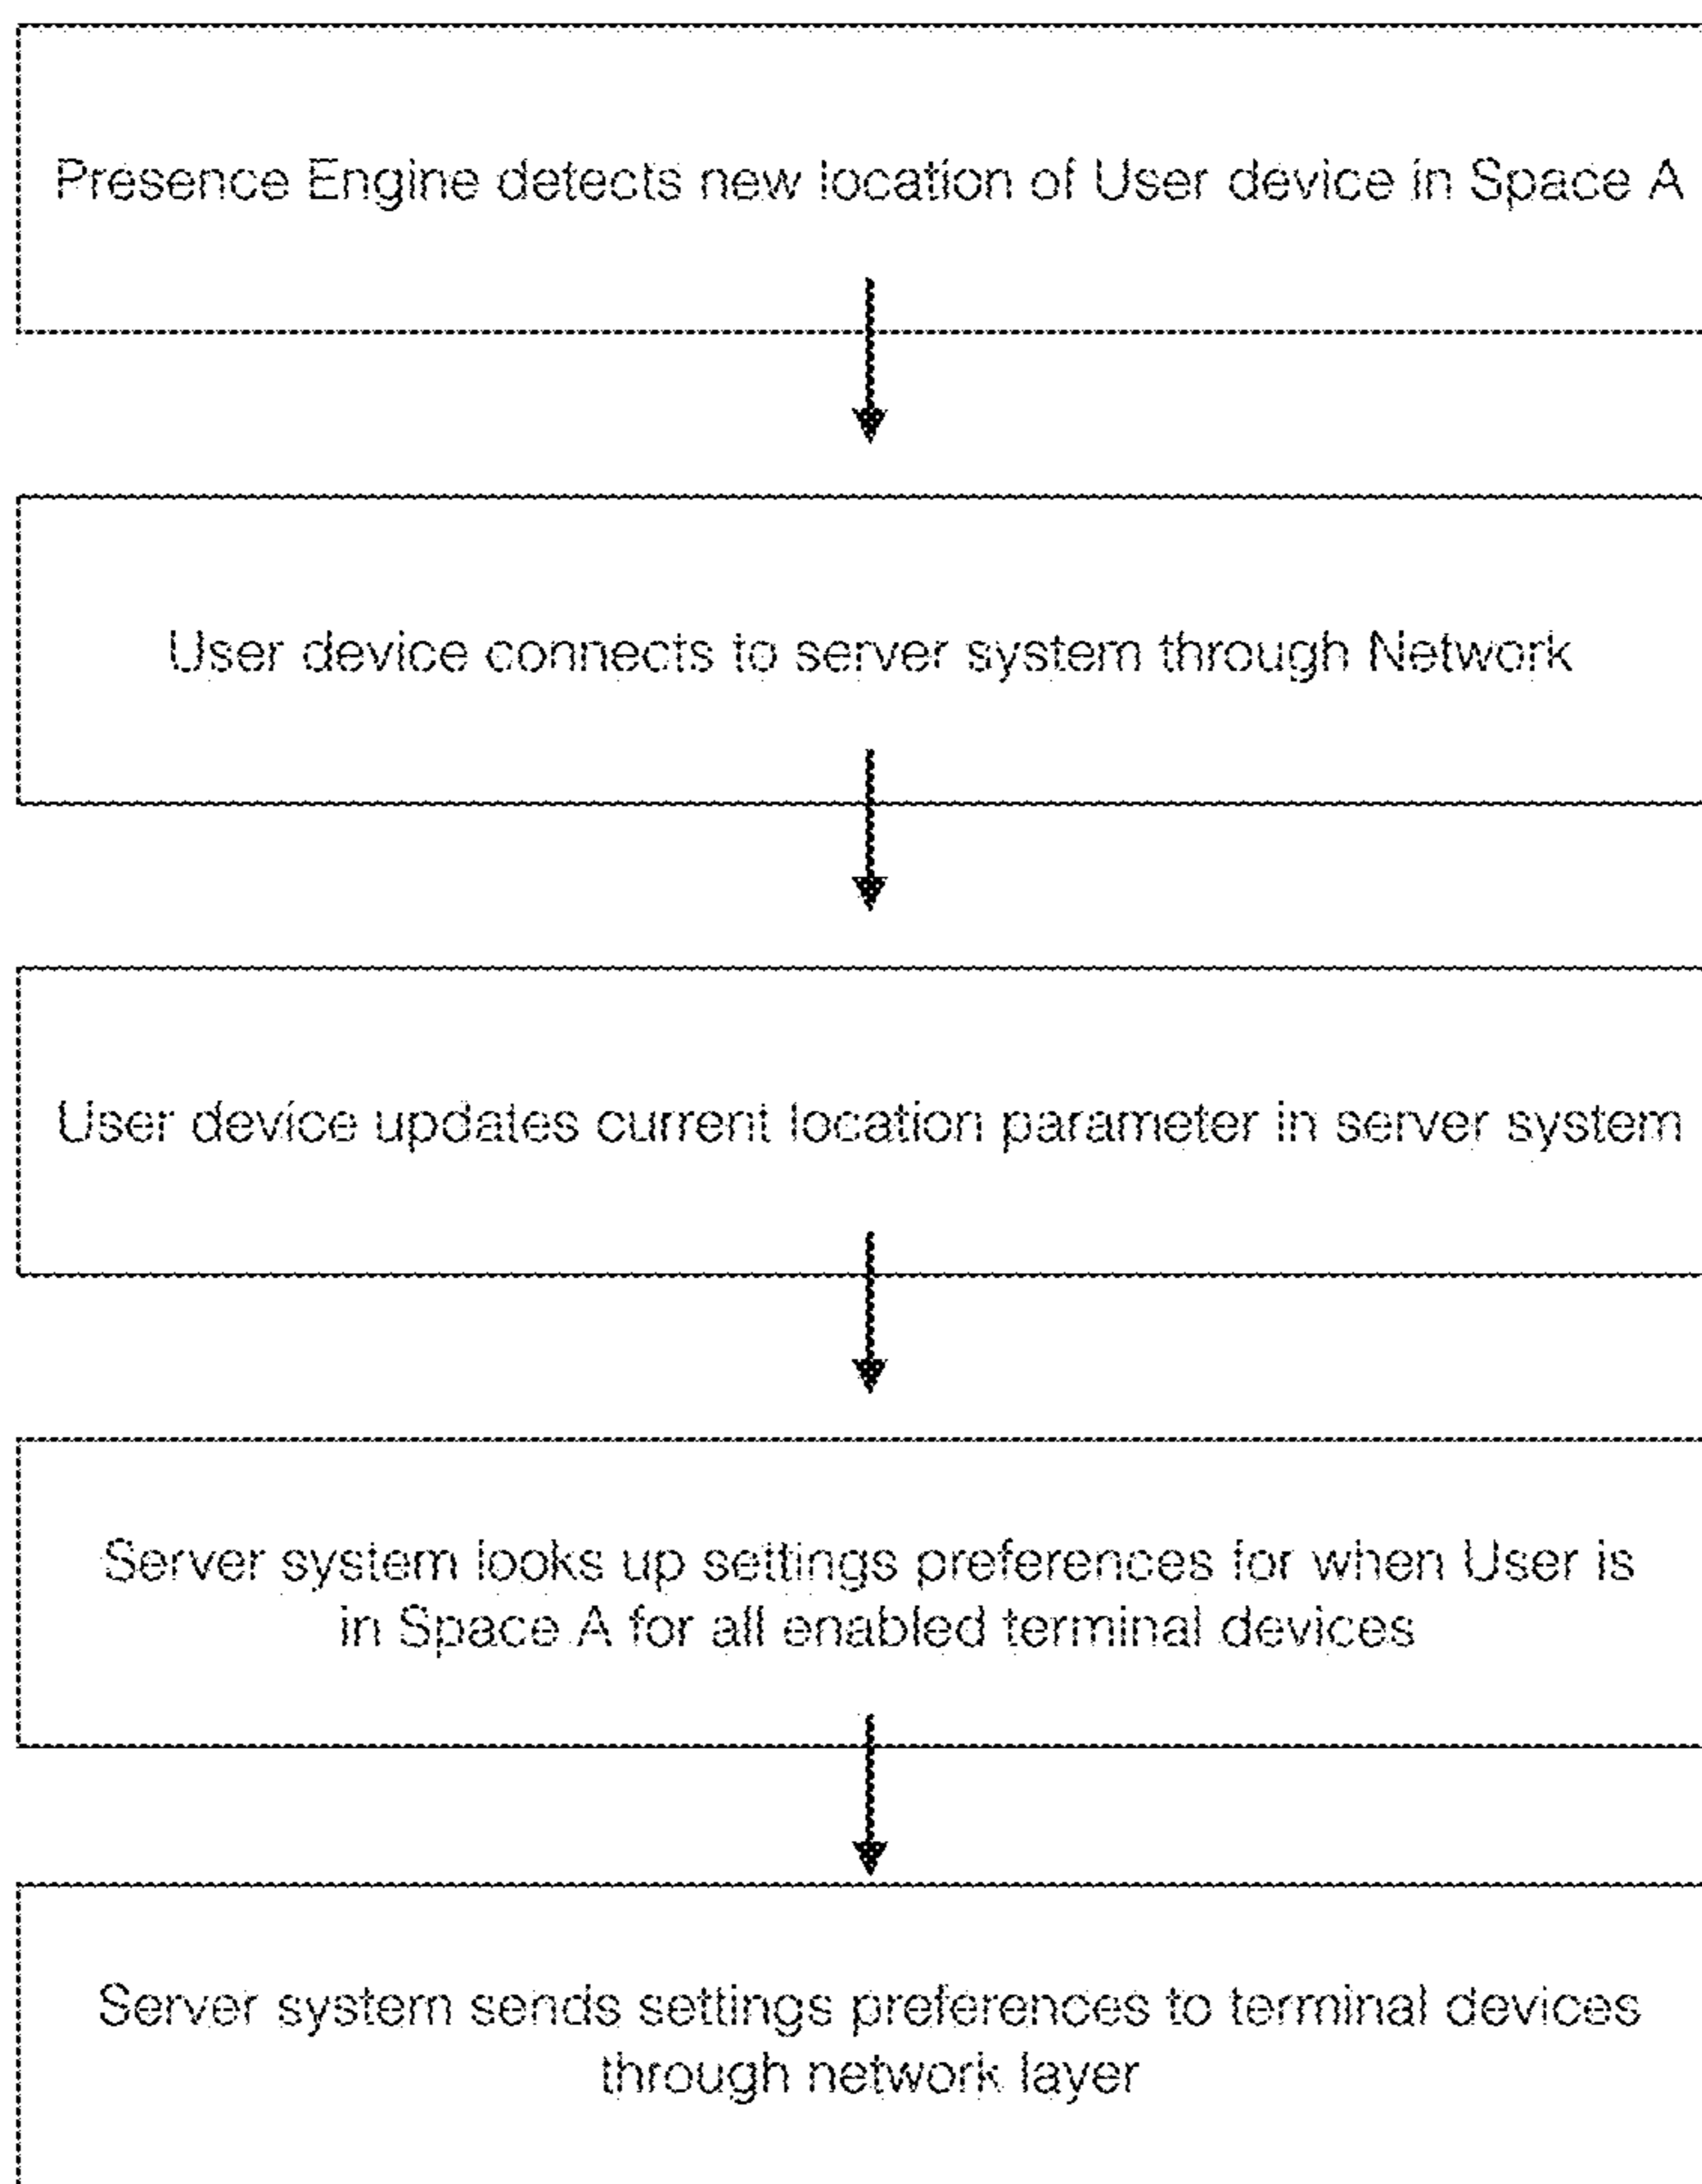 Presence Engine detects new location of User device in Space A
User device connects to server system through Network
User device updates current location parameter in server system
Server system looks up settings preferences for when User is
in Space A for all enabled terminal devices
Server system sends settings preferences to terminal devices
through network layer